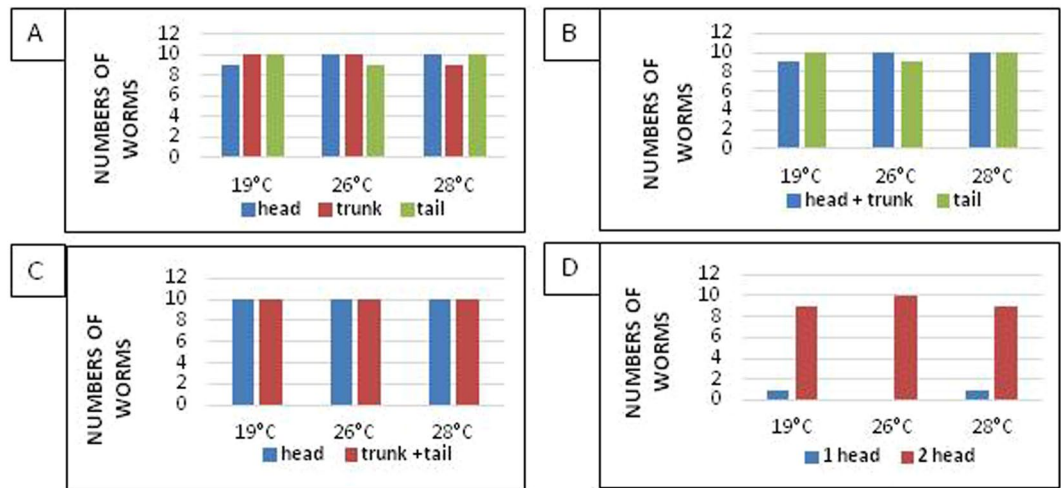 A
NUMBERS OF
WORMS
12
10
8
6
4
2
0
19°C 26°C 28°C
head trunk tail
B
NUMBERS OF
WORMS
12
10
8
6
4
2
0
19°C 26°C 28°C
head + trunk tail
C
NUMBERS OF
WORMS
12
10
8
6
4
2
0
19°C 26°C 28°C
head trunk +tail
D
NUMBERS OF
WORMS
12
10
8
6
4
2
0
19°C 26°C 28°C
1 head 2 head